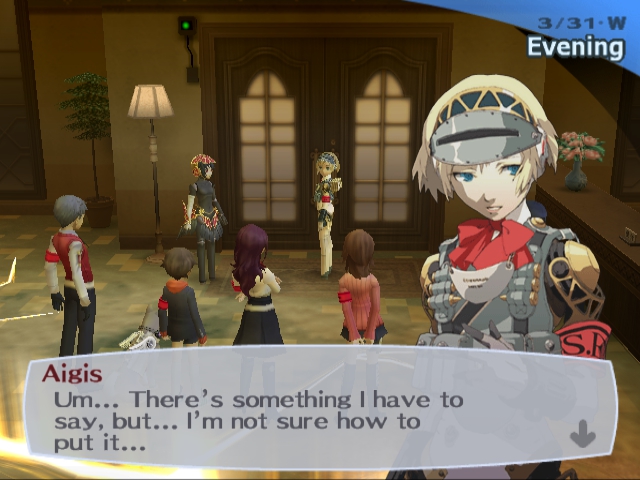 3/31・W
Evening
S.
Aigis
Um... There's something I have to
say, but... I'm not sure how to
put it...